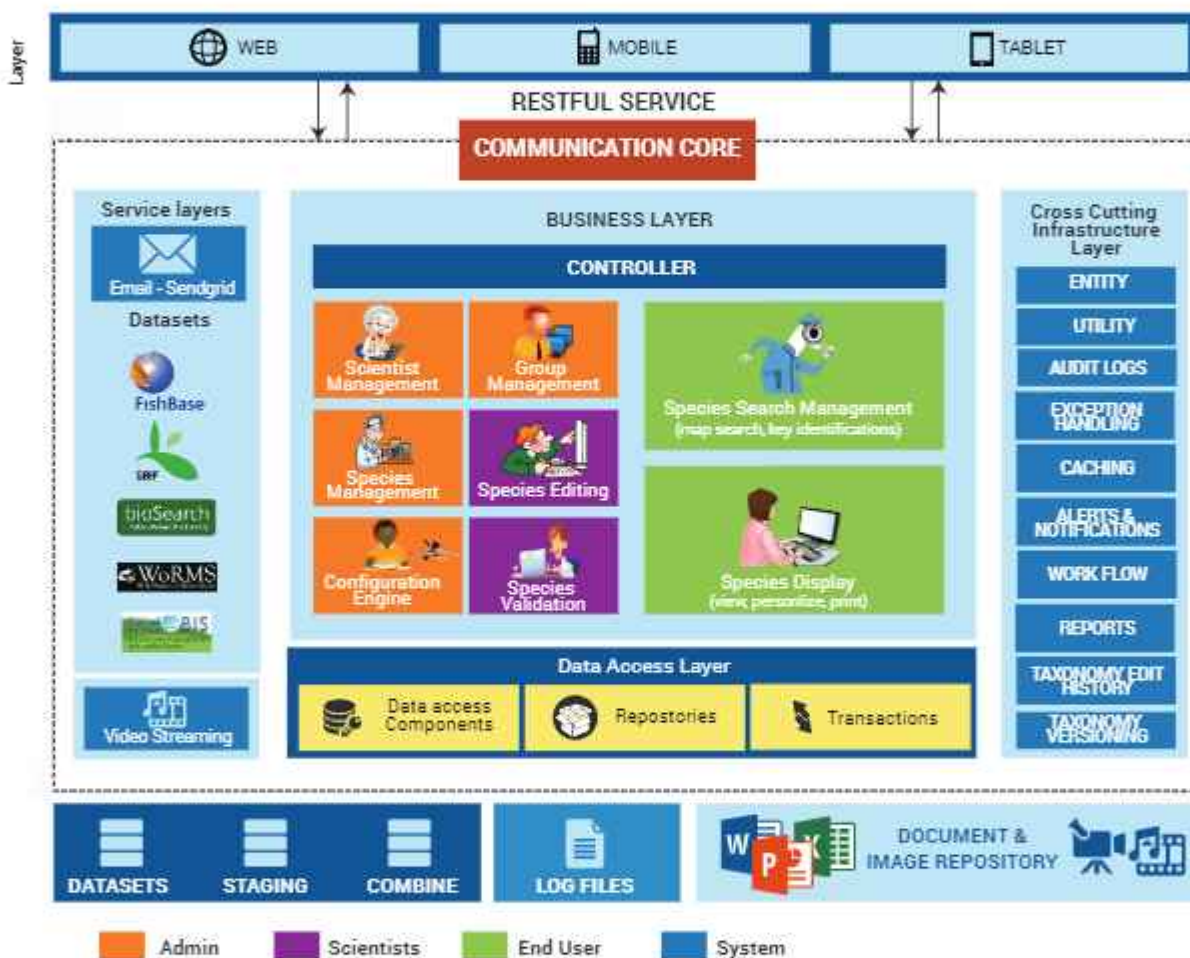 Layer
WEB
MOBILE
TABLET
RESTFUL SERVICE
COMMUNICATION CORE
Service layers
Email - Sendgrid
Datasets
FishBase
bioSearch
WoRMS
BIS
Video Streaming
BUSINESS LAYER
CONTROLLER
Scientist
Management
Group
Management
Species
Management
Species Editing
Configuration
Engine
Species
Validation
Species Search Management
(map search, key identifications)
Species Display
(view, personlize, print)
Data Access Layer
Data access
Components
Repostories
Transactions
Cross Cutting
Infrastructure
Layer
ENTITY
UTILITY
AUDIT LOGS
EXCEPTION
HANDLING
CACHING
ALERTS &
NOTIFICATIONS
WORK FLOW
REPORTS
TAXONOMY EDIT
HISTORY
TAXONOMY
VERSIONING
DATASETS
STAGING
COMBINE
LOG FILES
W
P
X
DOCUMENT &
IMAGE REPOSITORY
Admin
Scientists
End User
System